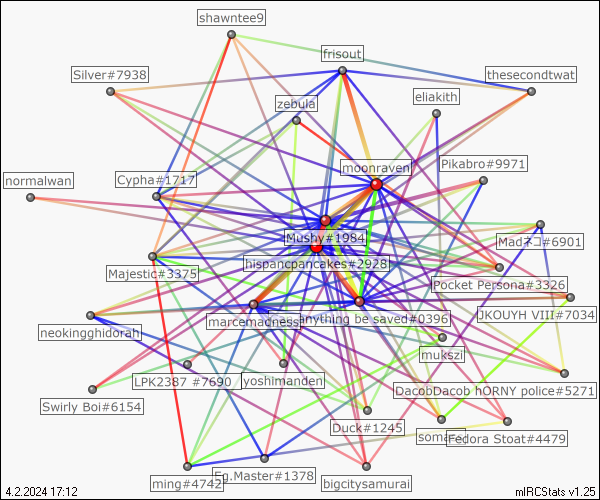 shawntee9
frisout
Silver#7938
thesecondtwat
eliakith
zebula
moonraven
Pikabro#9971
normalwan
Cypha#1717
Mushy#1984
Madネコ#6901
hispancpancakes#2928
Majestic#3375
Pocket Persona#3326
marcemadness
anything be saved#0396
JKOUYH VIII#7034
neokingghidorah
mukszi
LPK2387 #7690
yoshimanden
DacobDacob hORNY police#5271
Swirly Boi#6154
Duck#1245
Fedora Stoat#4479
ming#4742
Eg.Master#1378
bigcitysamurai
4.2.2024 17:12
mIRCStats v1.25